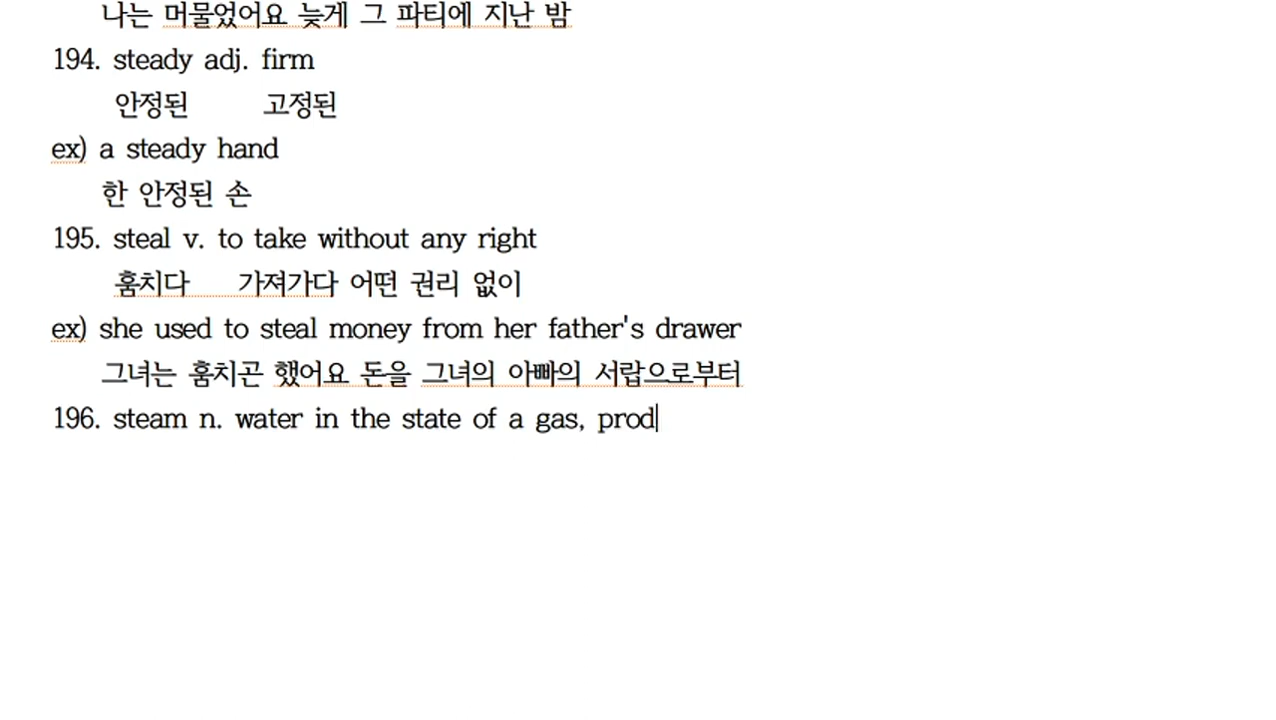 나는 머물었어요 늦게 그 파티에 지난 밤
194. steady adj. firm
안정된 고정된
ex) a steady hand
한 안정된 손
195. steal v. to take without any right
훔치다 가져가다 어떤 권리 없이
ex) she used to steal money from her father's drawer
그녀는 훔치곤 했어요 돈을 그녀의 아빠의 서랍으로부터
196. steam n. water in the state of a gas, prod